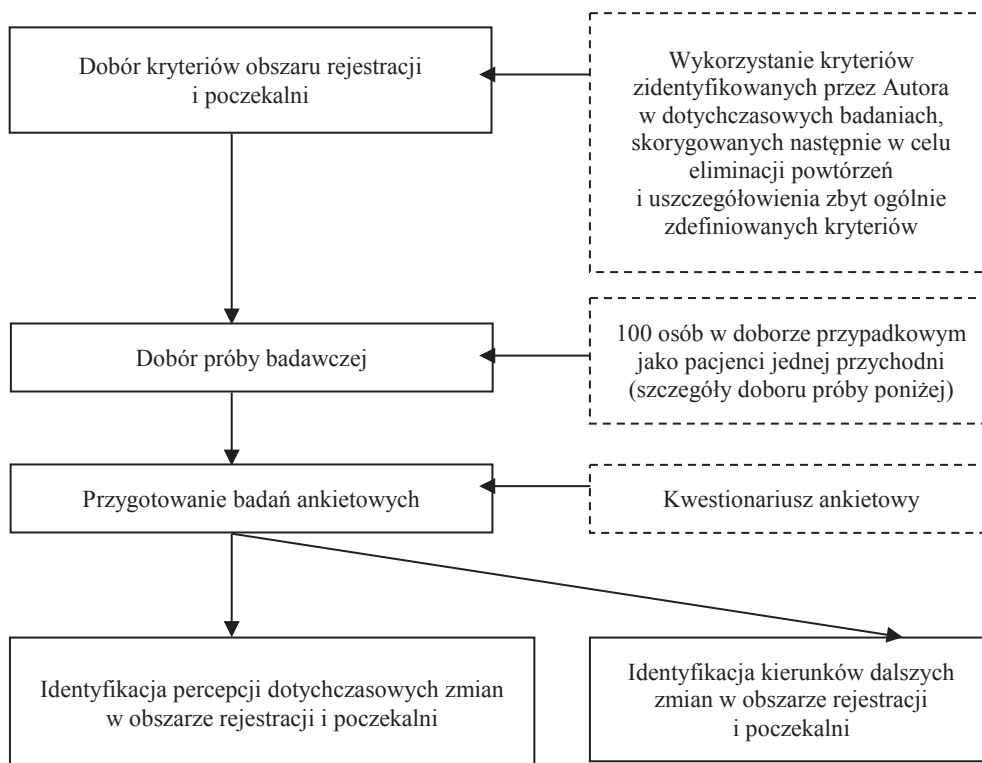 Dobór kryteriów obszaru rejestracji
i poczekalni
Wykorzystanie kryteriów
zidentyfikowanych przez Autora
w dotychczasowych badaniach,
skorygowanych następnie w celu
eliminacji powtórzeń
i uszczegółowienia zbyt ogólnie
zdefiniowanych kryteriów
Dobór próby badawczej
100 osób w doborze przypadkowym
jako pacjenci jednej przychodni
(szczegóły doboru próby poniżej)
Przygotowanie badań ankietowych
Kwestionariusz ankietowy
Identyfikacja percepcji dotychczasowych zmian
w obszarze rejestracji i poczekalni
Identyfikacja kierunków dalszych
zmian w obszarze rejestracji
i poczekalni